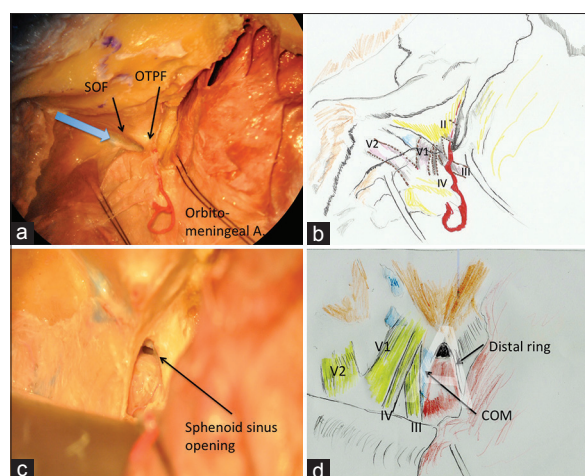 SOF
OTPF
Orbito-
meningeal A.
a
II
V2
V1
III
IV
b
Sphenoid sinus
opening
c
V1
V2
Distal ring
IV
COM
III
d